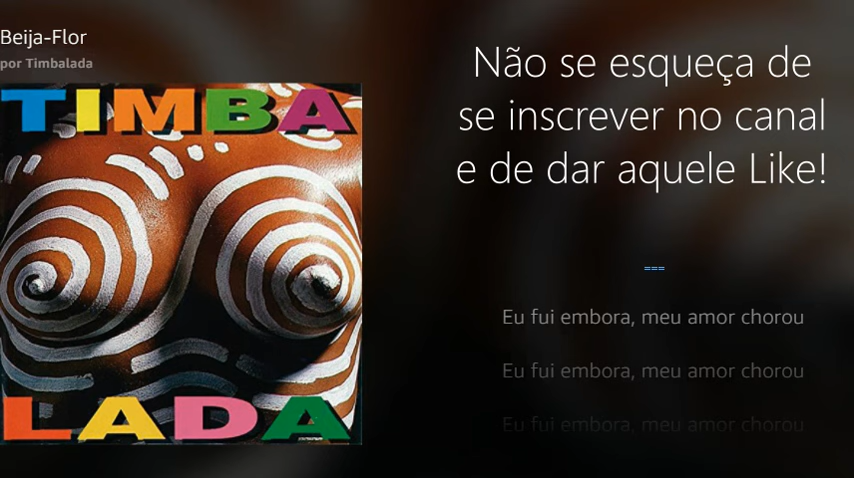 Beija-Flor
por Timbalada
TIMBA
LADA
Não se esqueça de
se inscrever no canal
e de dar aquele Like!
===
Eu fui embora, meu amor chorou
Eu fui embora, meu amor chorou
Eu fui embora, meu amor chorou